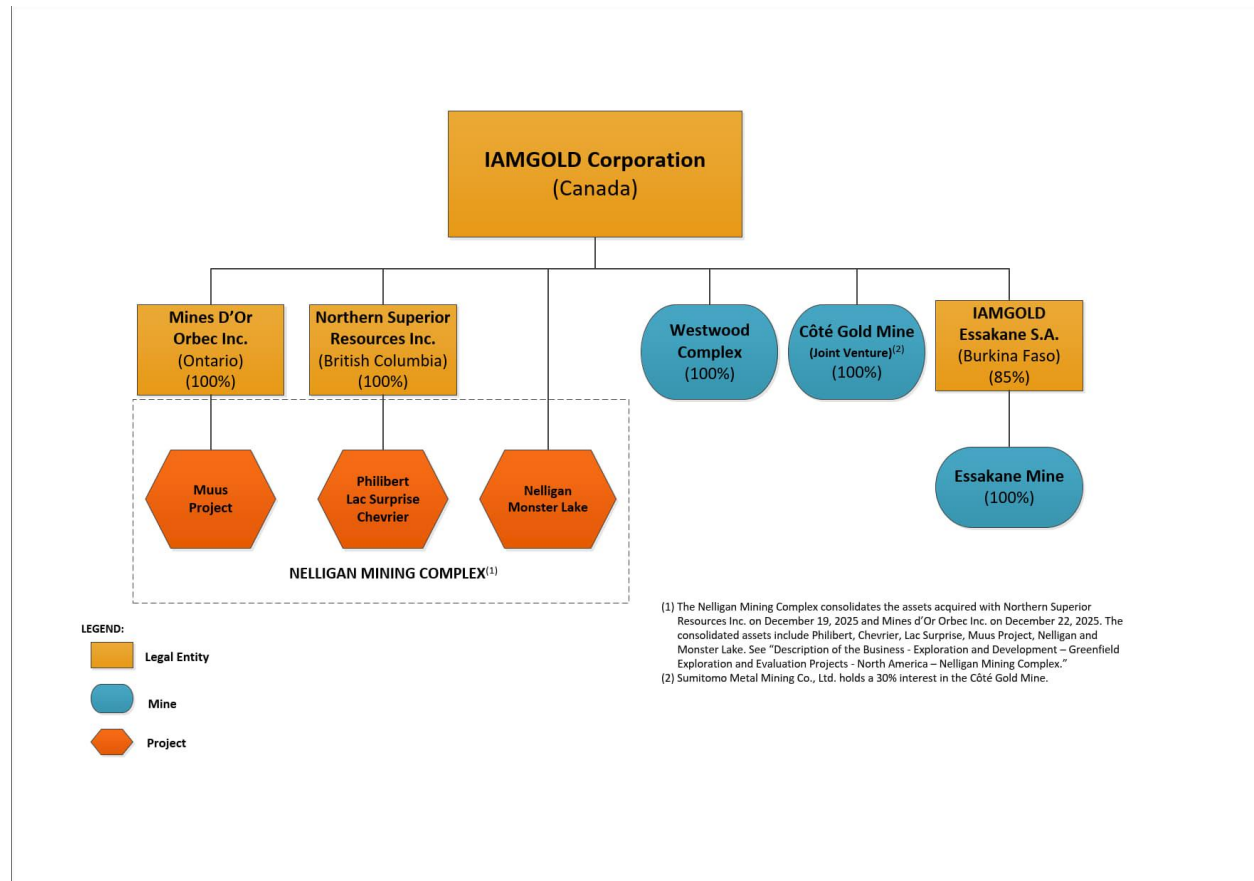 IAMGOLD Corporation
(Canada)
Mines D’Or
Orbec Inc.
(Ontario)
(100%)
Northern Superior
Resources Inc.
(British Columbia)
(100%)
Westwood
Complex
(100%)
Côté Gold Mine
(Joint Venture)(2)
(100%)
IAMGOLD
Essakane S.A.
(Burkina Faso)
(85%)
Muus
Project
Philibert
Lac Surprise
Chevrier
Nelligan
Monster Lake
Essakane Mine
(100%)
NELLIGAN MINING COMPLEX(1)
LEGEND:
Legal Entity
Mine
Project
(1) The Nelligan Mining Complex consolidates the assets acquired with Northern Superior
Resources Inc. on December 19, 2025 and Mines d’Or Orbec Inc. on December 22, 2025. The
consolidated assets include Philibert, Chevrier, Lac Surprise, Muus Project, Nelligan and
Monster Lake. See “Description of the Business - Exploration and Development – Greenfield
Exploration and Evaluation Projects - North America – Nelligan Mining Complex.”
(2) Sumitomo Metal Mining Co., Ltd. holds a 30% interest in the Côté Gold Mine.